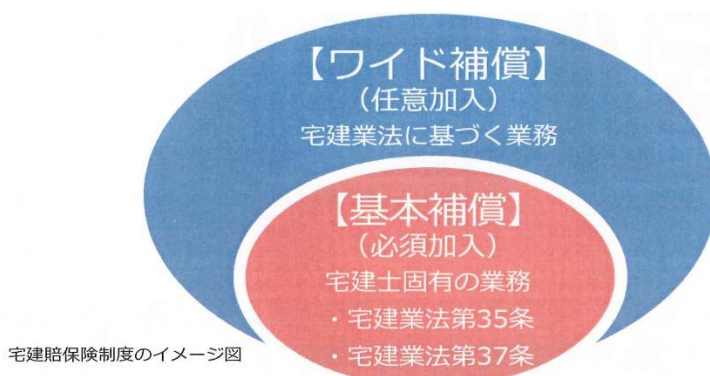 【ワイド補償】
（任意加入）
宅建業法に基づく業務
【基本補償】
（必須加入）
宅建士固有の業務
・宅建業法第35条
・宅建業法第37条
宅建賠保険制度のイメージ図